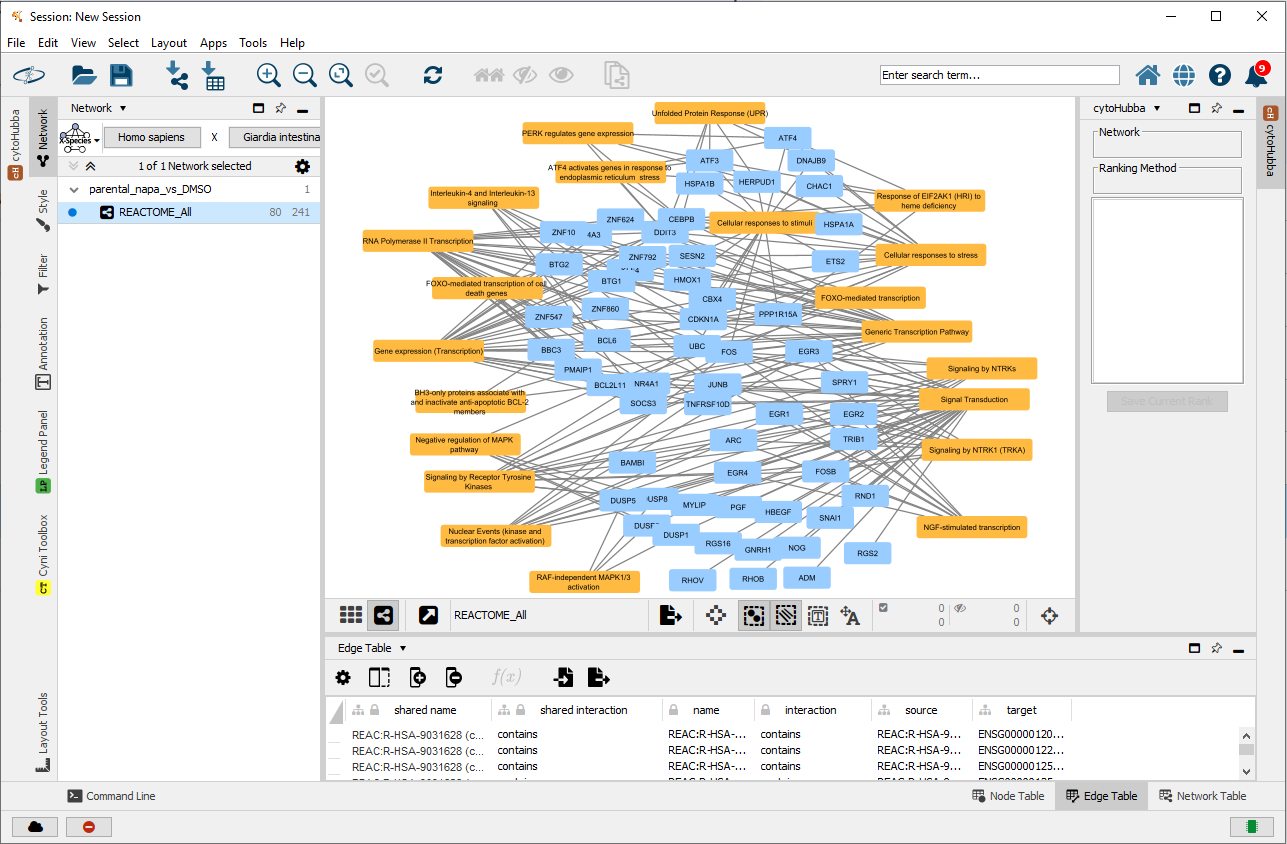 Session: New Session
File Edit View Select Layout Apps Tools Help
Enter search term...
9
cytoHubba
Network
Style
Filter
Annotation
Legend Panel
LP
Cyni Toolbox
CT
Layout Tools
Network
X-Species
Homo sapiens
X
Giardia intestina
1 of 1 Network selected
parental_napa_vs_DMSO 1
REACTOME_All 80 241
Unfolded Protein Response (UPR)
PERK regulates gene expression
ATF4
ATF3
DNAJB9
ATF4 activates genes in response to
endoplasmic reticulum stress
HSPA1B
HERPUD1
CHAC1
Interleukin-4 and Interleukin-13
signaling
Response of EIF2AK1 (HRI) to
heme deficiency
ZNF624
CEBPB
Cellular responses to stimuli
HSPA1A
ZNF10
4A3
DDIT3
RNA Polymerase II Transcription
ZNF792
SESN2
Cellular responses to stress
ETS2
BTG2
BTG1
HMOX1
FOXO-mediated transcription of cell
death genes
CBX4
FOXO-mediated transcription
ZNF860
ZNF547
CDKN1A
PPP1R15A
Generic Transcription Pathway
BCL6
UBC
FOS
EGR3
Gene expression (Transcription)
BBC3
PMAIP1
Signaling by NTRKs
BCL2L11
NR4A1
JUNB
SPRY1
BH3-only proteins associate with
and inactivate anti-apoptotic BCL-2
members
SOCS3
TNFRSF10D
Signal Transduction
EGR1
EGR2
Negative regulation of MAPK
pathway
ARC
TRIB1
Signaling by NTRK1 (TRKA)
BAMBI
EGR4
FOSB
Signaling by Receptor Tyrosine
Kinases
DUSP5
USP8
MYLIP
PGF
HBEGF
RND1
SNAI1
NGF-stimulated transcription
Nuclear Events (kinase and
transcription factor activation)
DUSP1
RGS16
GNRH1
NOG
RGS2
RAF-independent MAPK1/3
activation
RHOV
RHOB
ADM
REACTOME_All
0 0
0 0
cytoHubba
Network
Ranking Method
Save Current Rank
cytoHubba
Edge Table
f(x)
shared name shared interaction name interaction source target
REAC:R-HSA-9031628 (c... contains REAC:R-HSA-... contains REAC:R-HSA-9... ENSG00000120...
REAC:R-HSA-9031628 (c... contains REAC:R-HSA-... contains REAC:R-HSA-9... ENSG00000122...
REAC:R-HSA-9031628 (c... contains REAC:R-HSA-... contains REAC:R-HSA-9... ENSG00000125...
Command Line
Node Table Edge Table Network Table